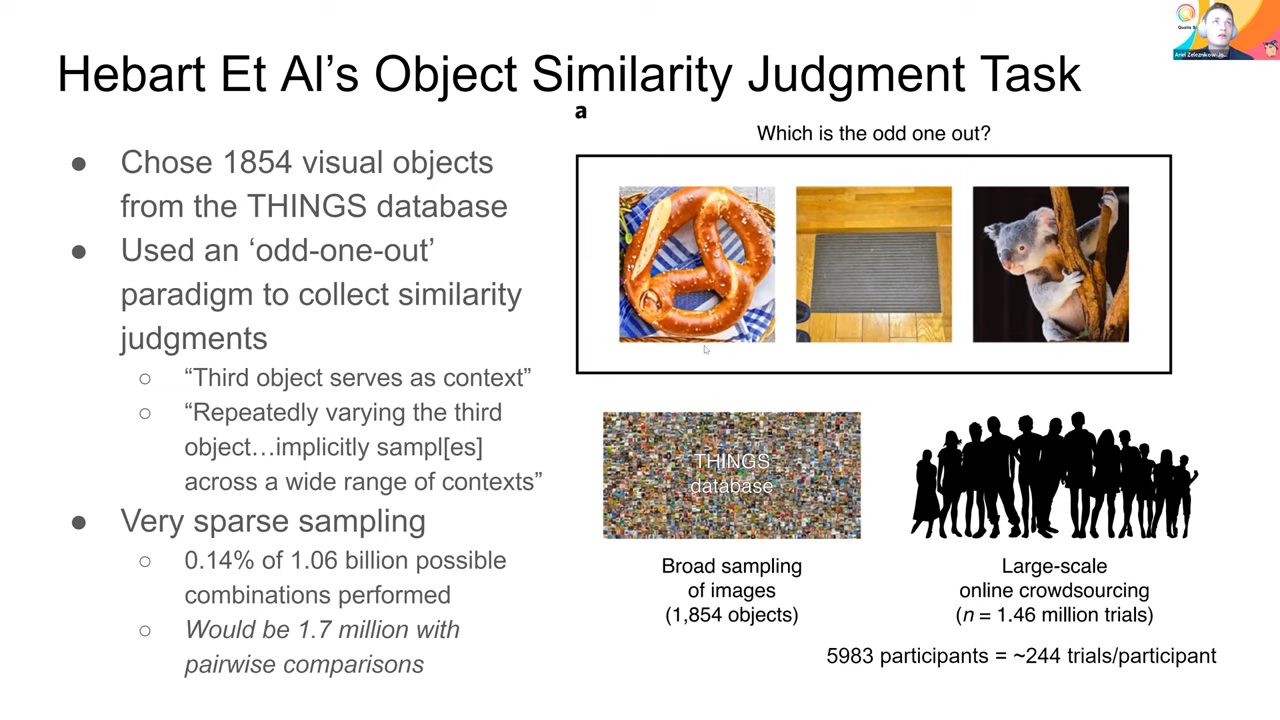 Hebart Et Al’s Object Similarity Judgment Task
● Chose 1854 visual objects
from the THINGS database
● Used an ‘odd-one-out’
paradigm to collect similarity
judgments
○ “Third object serves as context”
○ “Repeatedly varying the third
object…implicitly sampl[es]
across a wide range of contexts”
● Very sparse sampling
○ 0.14% of 1.06 billion possible
combinations performed
○ Would be 1.7 million with
pairwise comparisons
a
Which is the odd one out?
THINGS
database
Broad sampling
of images
(1,854 objects)
Large-scale
online crowdsourcing
(n = 1.46 million trials)
5983 participants = ~244 trials/participant
Qualia
Ariel Zeleznikow-Jo